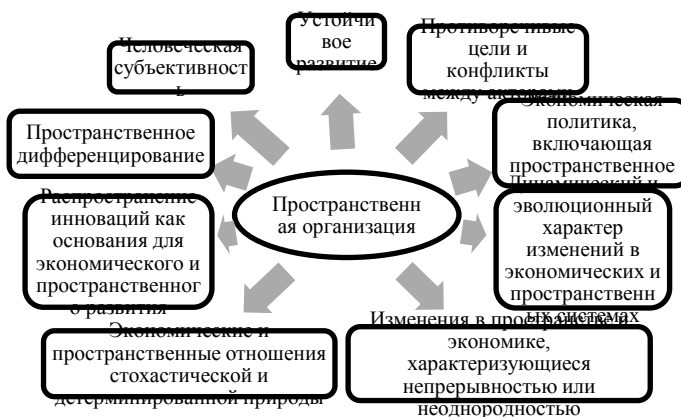 Устойчи
вое
развитие
Человеческая
субъективност
ь
Противоречивые
цели и
конфликты
между акторами
Пространственное
дифференцирование
Экономическая
политика,
включающая
пространственное
Распространение
инноваций как
основания для
экономического и
пространственног
о развития
Пространственн
ая организация
Динамический и
эволюционный
характер
изменений в
экономических и
пространственн
ых системах
Экономические и
пространственные отношения
стохастической и
детерминированной природы
Изменения в пространстве и
экономике,
характеризующиеся
непрерывностью или
неоднородностью